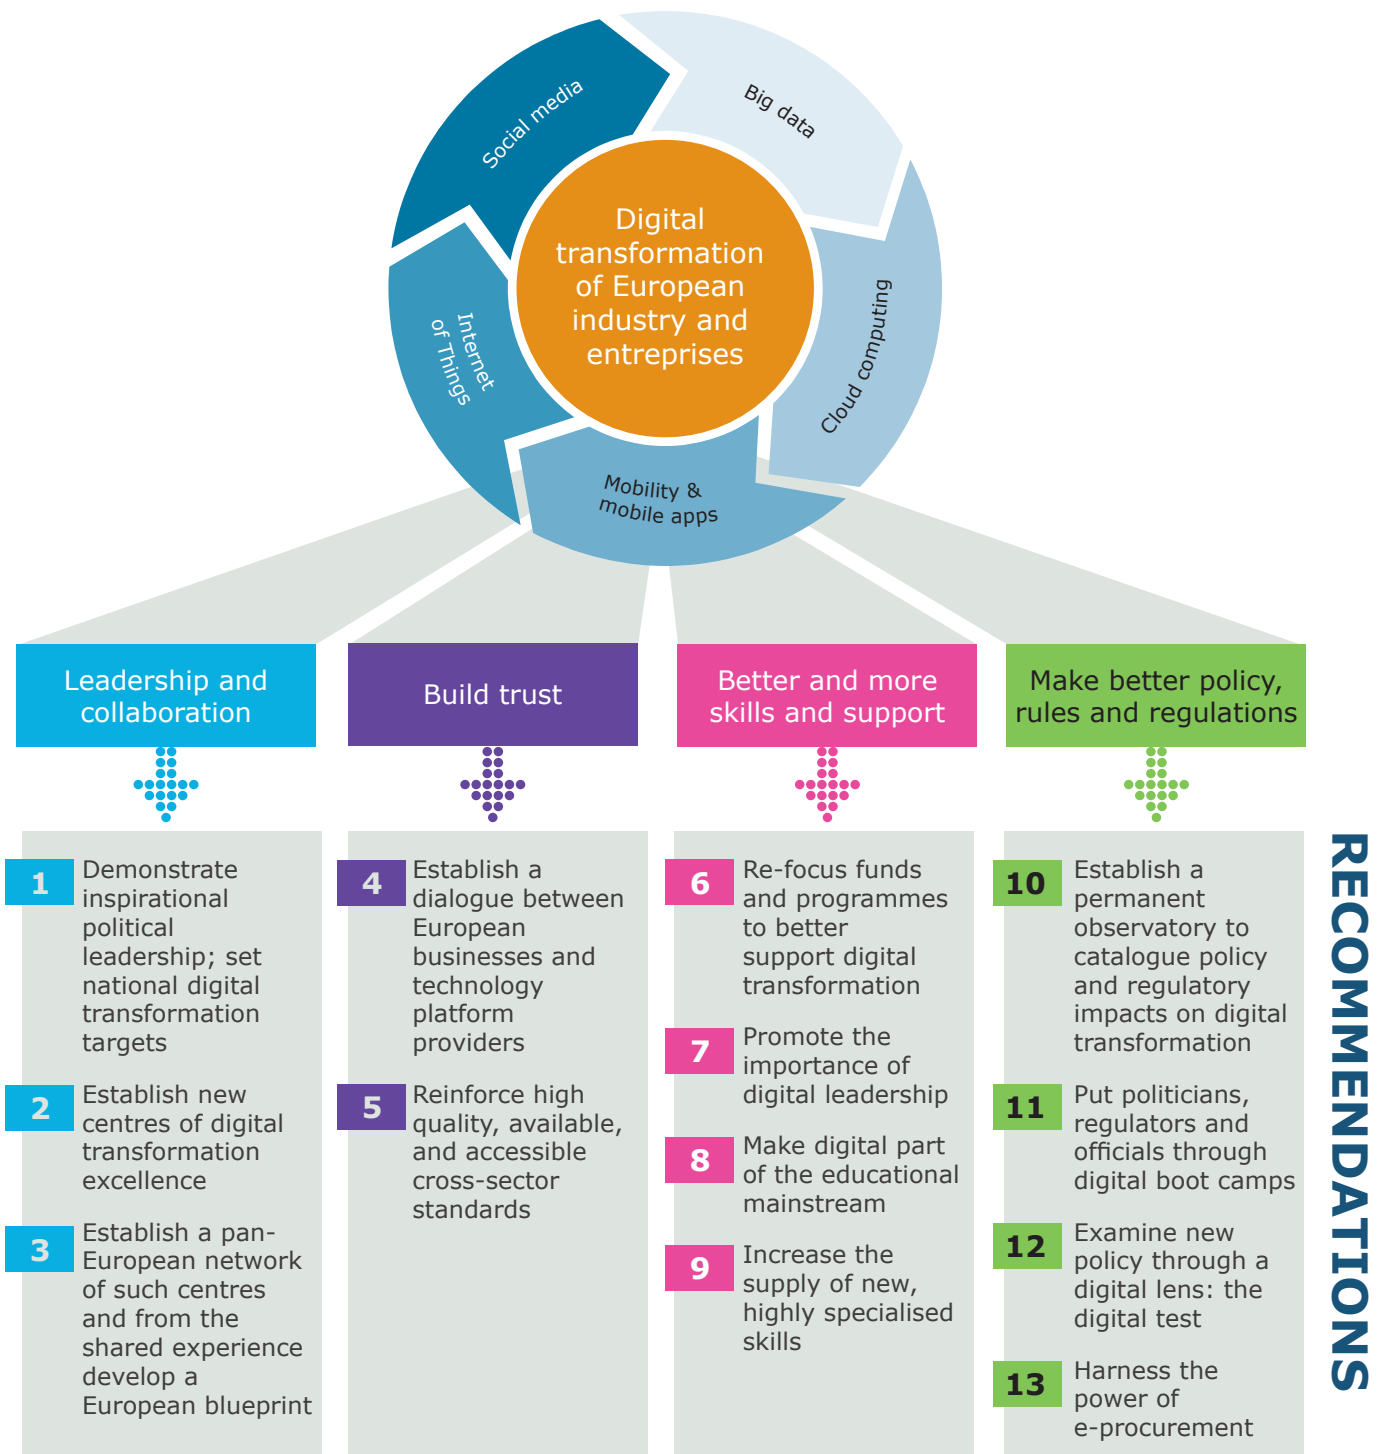 Social media
Big data
Cloud computing
Mobility &
mobile apps
Internet
of Things
Digital
transformation
of European
industry and
entreprises
Leadership and
collaboration
Build trust
Better and more
skills and support
Make better policy,
rules and regulations
RECOMMENDATIONS
1
Demonstrate
inspirational
political
leadership; set
national digital
transformation
targets
2
Establish new
centres of digital
transformation
excellence
3
Establish a pan-
European network
of such centres
and from the
shared experience
develop a
European blueprint
4
Establish a
dialogue between
European
businesses and
technology
platform
providers
5
Reinforce high
quality, available,
and accessible
cross-sector
standards
6
Re-focus funds
and programmes
to better
support digital
transformation
7
Promote the
importance of
digital leadership
8
Make digital part
of the educational
mainstream
9
Increase the
supply of new,
highly specialised
skills
10
Establish a
permanent
observatory to
catalogue policy
and regulatory
impacts on digital
transformation
11
Put politicians,
regulators and
officials through
digital boot camps
12
Examine new
policy through a
digital lens: the
digital test
13
Harness the
power of
e-procurement